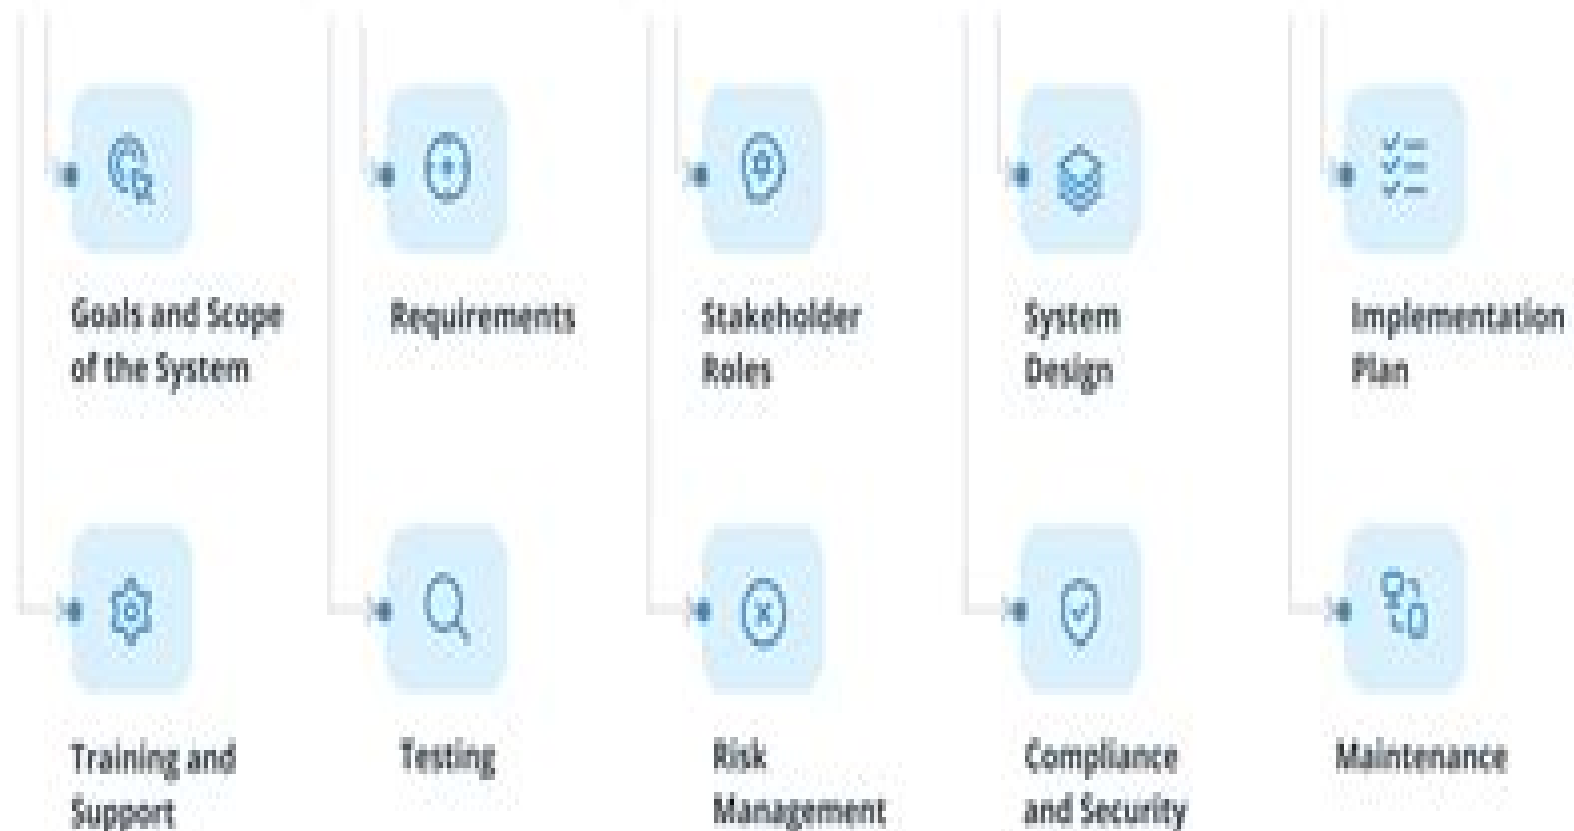 Goals and Scope
of the System
Requirements
Stakeholder
Roles
System
Design
Implementation
Plan
Training and
Support
Testing
Risk
Management
Compliance
and Security
Maintenance